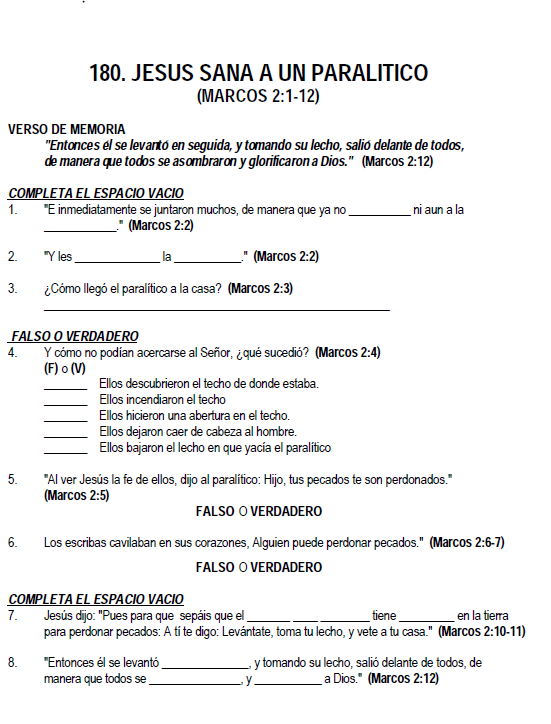 180. JESUS SANA A UN PARALITICO
(MARCOS 2:1-12)
VERSO DE MEMORIA
"Entonces él se levantó en seguida, y tomando su lecho, salió delante de todos,
de manera que todos se asombraron y glorificaron a Dios." (Marcos 2:12)
COMPLETA EL ESPACIO VACIO
1. "E inmediatamente se juntaron muchos, de manera que ya no __________ ni aun a la
____________." (Marcos 2:2)
2. "Y les ______________ la ___________." (Marcos 2:2)
3. ¿Cómo llegó el paralítico a la casa? (Marcos 2:3)
_________________________________________________________
FALSO O VERDADERO
4. Y cómo no podían acercarse al Señor, ¿qué sucedió? (Marcos 2:4)
(F) o (V)
_______ Ellos descubrieron el techo de donde estaba.
_______ Ellos incendiaron el techo
_______ Ellos hicieron una abertura en el techo.
_______ Ellos dejaron caer de cabeza al hombre.
_______ Ellos bajaron el lecho en que yacía el paralítico
5. "Al ver Jesús la fe de ellos, dijo al paralítico: Hijo, tus pecados te son perdonados."
(Marcos 2:5)
FALSO O VERDADERO
6. Los escribas cavilaban en sus corazones, Alguien puede perdonar pecados." (Marcos 2:6-7)
FALSO O VERDADERO
COMPLETA EL ESPACIO VACIO
7. Jesús dijo: "Pues para que sepáis que el _______ ____ ________ tiene _________ en la tierra
para perdonar pecados: A tí te digo: Levántate, toma tu lecho, y vete a tu casa." (Marcos 2:10-11)
8. "Entonces él se levantó ______________, y tomando su lecho, salió delante de todos, de
manera que todos se _______________, y ___________ a Dios." (Marcos 2:12)